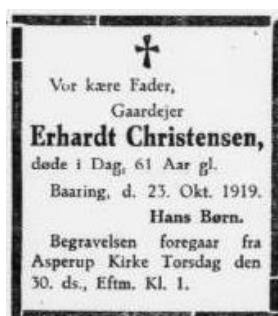 Vor kære Fader,
Gaardejer
Erhardt Christensen,
døde i Dag, 61 Aar gl.
Baaring, d. 23. Okt. 1919.
Hans Børn.
Begravelsen foregaar fra
Asperup Kirke Torsdag den
30. ds., Eftm. Kl. 1.